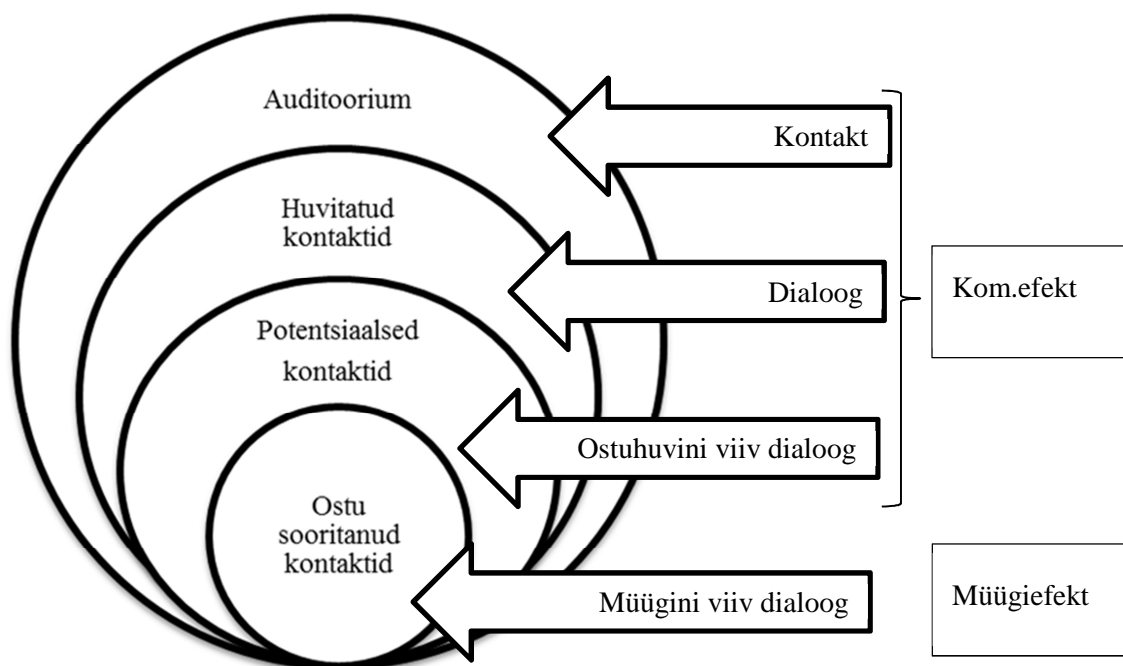 Auditoorium
Kontakt
Huvitatud
kontaktid
Dialoog
Kom.efekt
Potentsiaalsed
kontaktid
Ostuhuvini viiv dialoog
Ostu
sooritanud
kontaktid
Müügini viiv dialoog
Müügiefekt